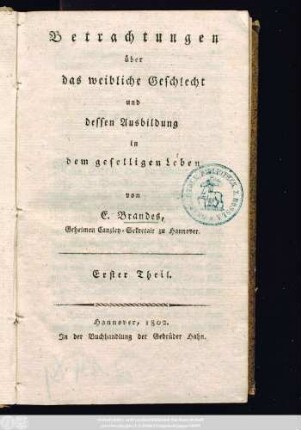 Betrachtungen
über
das weibliche Geschlecht
und
dessen Ausbildung
in
dem geselligen Leben
von
E. Brandes,
Geheimen Canzley-Sekretair zu Hannover.
Erster Theil.
Hannover, 1802.
In der Buchhandlung der Gebrüder Hahn.